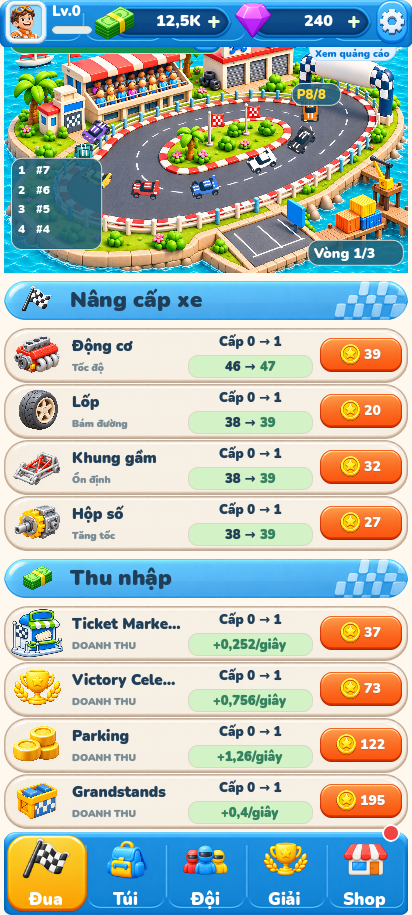 Lv.0
12,5K +
240 +
Xem quảng cáo
P8/8
1 #7
2 #6
3 #5
4 #4
Vòng 1/3
Nâng cấp xe
Động cơ
Tốc độ
Cấp 0 → 1
46 → 47
39
Lốp
Bám đường
Cấp 0 → 1
38 → 39
20
Khung gầm
Ổn định
Cấp 0 → 1
38 → 39
32
Hộp số
Tăng tốc
Cấp 0 → 1
38 → 39
27
Thu nhập
Ticket Marke...
DOANH THU
Cấp 0 → 1
+0,252/giây
37
Victory Cele...
DOANH THU
Cấp 0 → 1
+0,756/giây
73
Parking
DOANH THU
Cấp 0 → 1
+1,26/giây
122
Grandstands
DOANH THU
Cấp 0 → 1
+0,4/giây
195
Đua
Túi
Đội
Giải
Shop